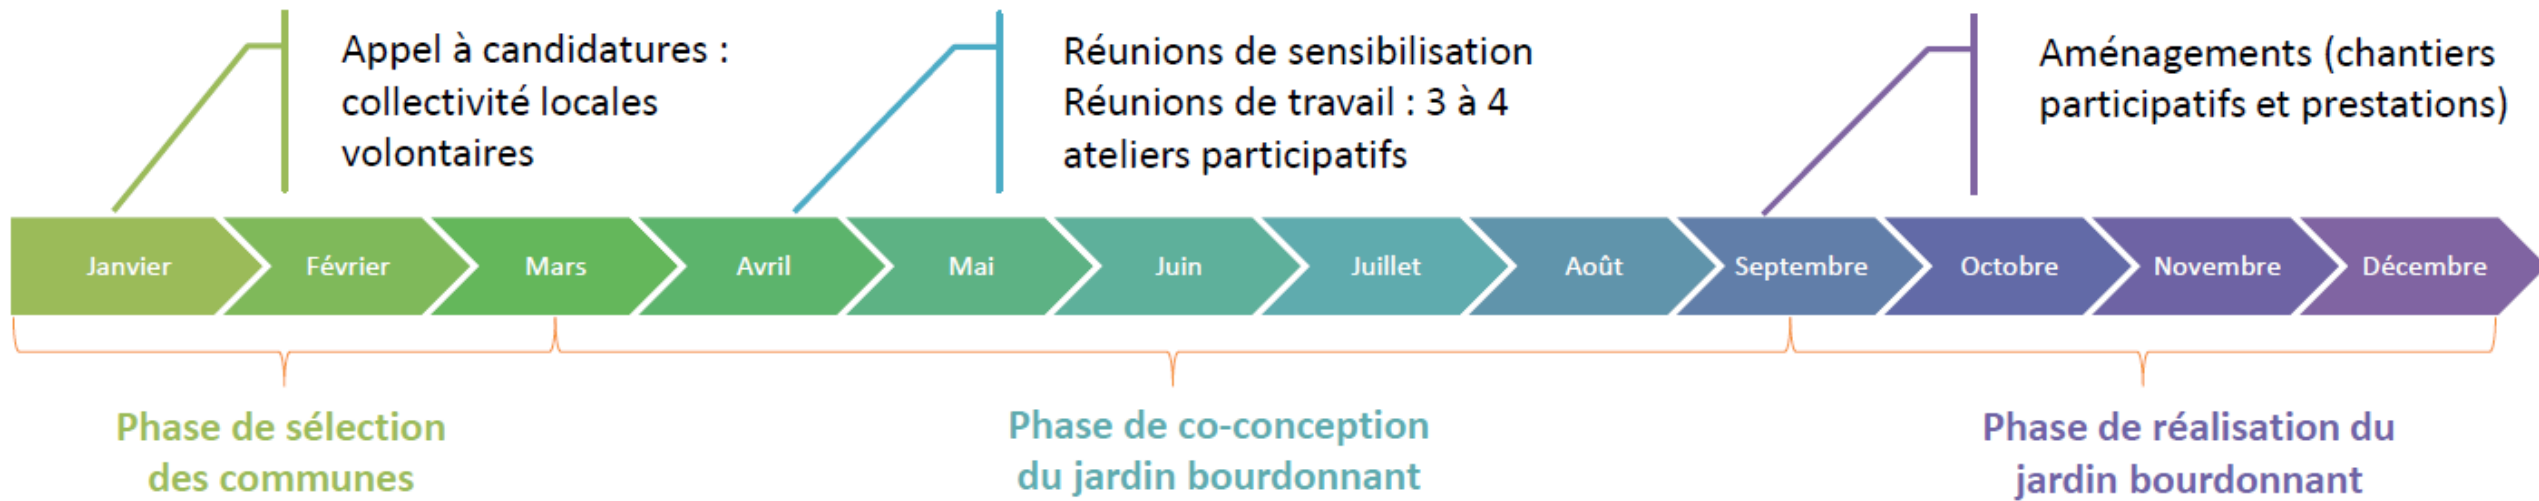 Appel à candidatures :
collectivité locales
volontaires
Réunions de sensibilisation
Réunions de travail : 3 à 4
ateliers participatifs
Aménagements (chantiers
participatifs et prestations)
Janvier
Février
Mars
Avril
Mai
Juin
Juillet
Août
Septembre
Octobre
Novembre
Décembre
Phase de sélection
des communes
Phase de co-conception
du jardin bourdonnant
Phase de réalisation du
jardin bourdonnant